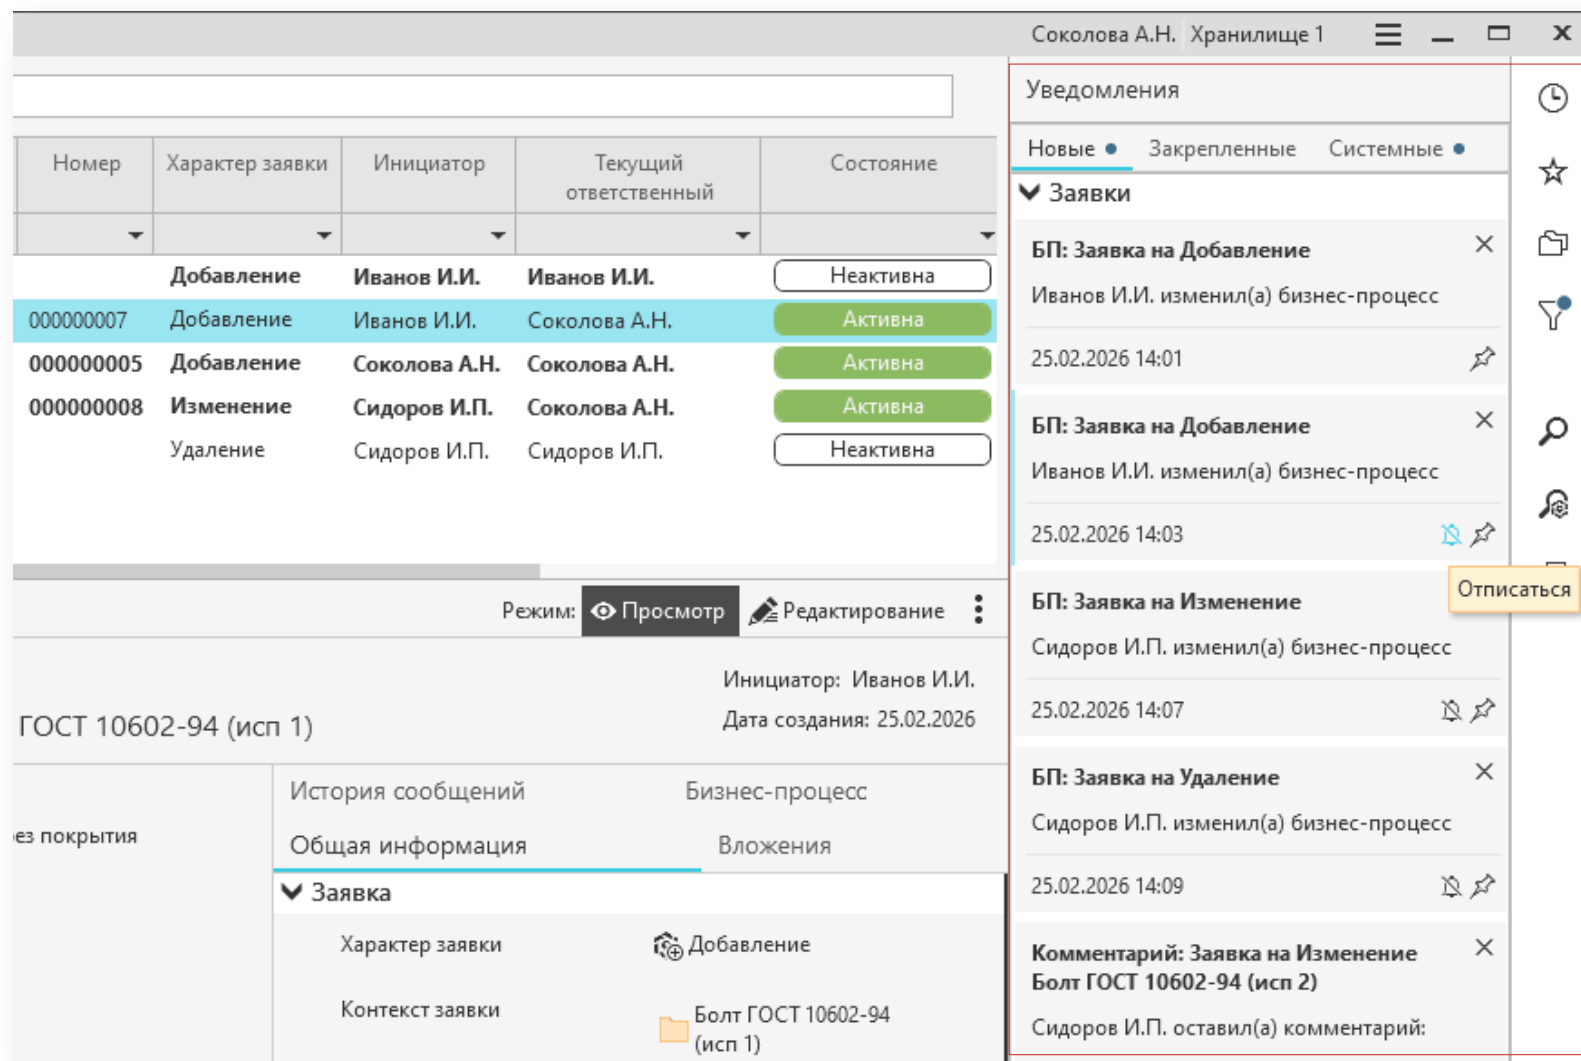 Соколова А.Н. Хранилище 1
Уведомления
Новые Закрепленные Системные
Номер Характер заявки Инициатор Текущий ответственный Состояние
Добавление Иванов И.И. Иванов И.И. Неактивна
000000007 Добавление Иванов И.И. Соколова А.Н. Активна
000000005 Добавление Соколова А.Н. Соколова А.Н. Активна
000000008 Изменение Сидоров И.П. Соколова А.Н. Активна
Удаление Сидоров И.П. Сидоров И.П. Неактивна
Режим: Просмотр Редактирование
Инициатор: Иванов И.И.
ГОСТ 10602-94 (исп 1)
Дата создания: 25.02.2026
История сообщений Бизнес-процесс
ез покрытия
Общая информация Вложения
Заявка
Характер заявки Добавление
Контекст заявки Болт ГОСТ 10602-94
(исп 1)
Заявки
БП: Заявка на Добавление
Иванов И.И. изменил(а) бизнес-процесс
25.02.2026 14:01
БП: Заявка на Добавление
Иванов И.И. изменил(а) бизнес-процесс
25.02.2026 14:03
Отписаться
БП: Заявка на Изменение
Сидоров И.П. изменил(а) бизнес-процесс
25.02.2026 14:07
БП: Заявка на Удаление
Сидоров И.П. изменил(а) бизнес-процесс
25.02.2026 14:09
Комментарий: Заявка на Изменение
Болт ГОСТ 10602-94 (исп 2)
Сидоров И.П. оставил(а) комментарий: